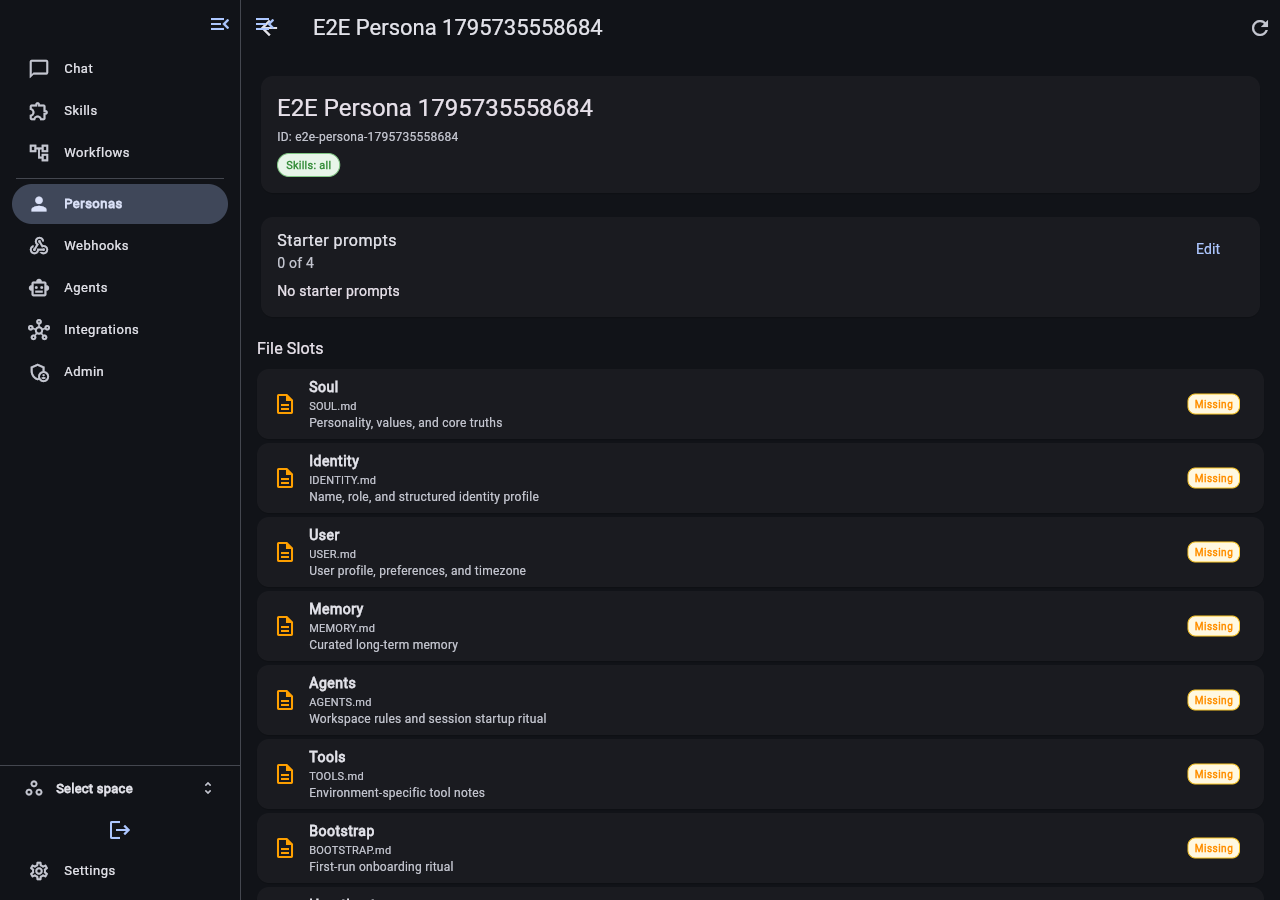 E2E Persona 1795735558684
Chat
Skills
Workflows
Personas
Webhooks
Agents
Integrations
Admin
Select space
Settings
E2E Persona 1795735558684
ID: e2e-persona-1795735558684
Skills: all
Starter prompts
0 of 4
Edit
No starter prompts
File Slots
Soul
SOUL.md
Personality, values, and core truths
Missing
Identity
IDENTITY.md
Name, role, and structured identity profile
Missing
User
USER.md
User profile, preferences, and timezone
Missing
Memory
MEMORY.md
Curated long-term memory
Missing
Agents
AGENTS.md
Workspace rules and session startup ritual
Missing
Tools
TOOLS.md
Environment-specific tool notes
Missing
Bootstrap
BOOTSTRAP.md
First-run onboarding ritual
Missing